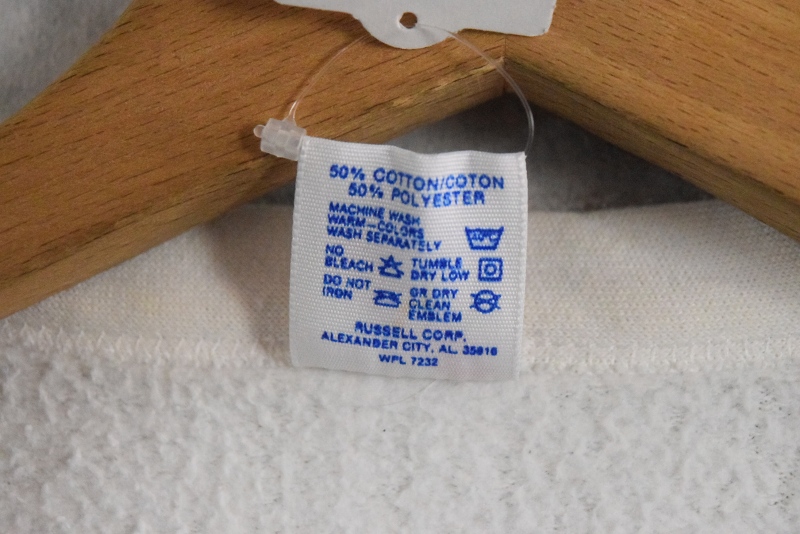 50% COTTON/COTON
50% POLYESTER
MACHINE WASH
WARM-COLORS
WASH SEPARATELY
NO
BLEACH
TUMBLE
DRY LOW
DO NOT
IRON
OR DRY
CLEAN
EMBLEM
RUSSELL CORP.
ALEXANDER CITY, AL. 35010
WPL 7232